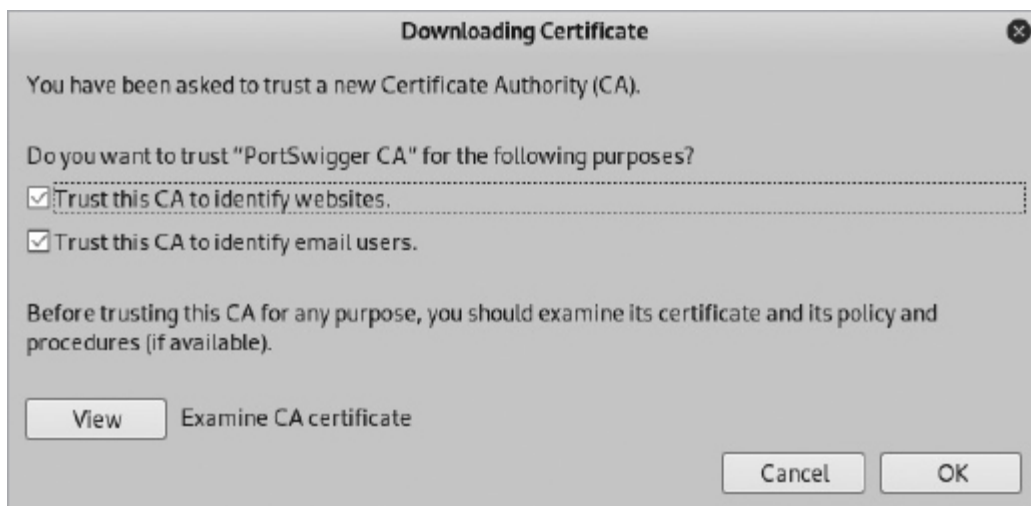 Downloading Certificate
You have been asked to trust a new Certificate Authority (CA).
Do you want to trust "PortSwigger CA" for the following purposes?
Trust this CA to identify websites.
Trust this CA to identify email users.
Before trusting this CA for any purpose, you should examine its certificate and its policy and
procedures (if available).
View Examine CA certificate
Cancel OK